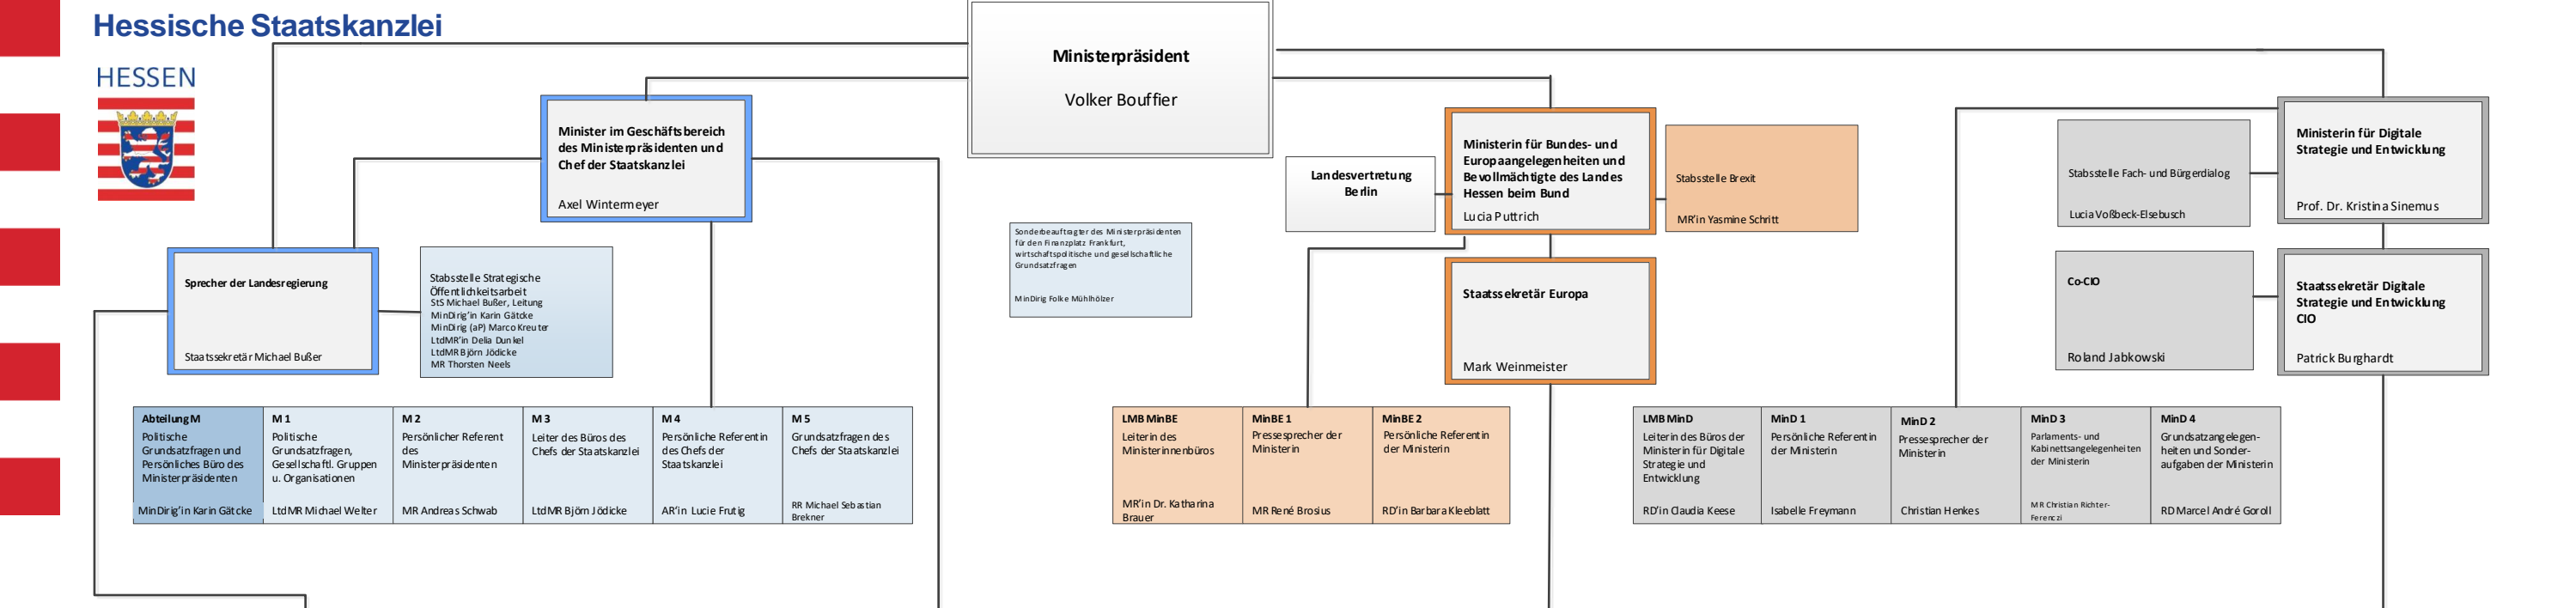 Hessische Staatskanzlei
HESSEN
Ministerpräsident
Volker Bouffier
Minister im Geschäftsbereich
des Ministerpräsidenten und
Chef der Staatskanzlei
Axel Wintermeyer
Sprecher der Landesregierung
Staatssekretär Michael Bußer
Stabsstelle Strategische
Öffentlichkeitsarbeit
StS Michael Bußer, Leitung
MinDirig'in Karin Gätcke
MinDirig (aP) Marco Kreuter
LtdMR'in Delia Dunkel
LtdMR Björn Jödicke
MR Thorsten Neels
Sonderbeauftragter des Ministerpräsidenten
für den Finanzplatz Frankfurt,
wirtschaftspolitische und gesellschaftliche
Grundsatzfragen
MinDirig Folke Mühlhölzer
Landesvertretung
Berlin
Ministerin für Bundes- und
Europaangelegenheiten und
Bevollmächtigte des Landes
Hessen beim Bund
Lucia Puttrich
Stabsstelle Brexit
MR'in Yasmine Schritt
Staatssekretär Europa
Mark Weinmeister
Stabsstelle Fach- und Bürgerdialog
Lucia Voßbeck-Elsebusch
Ministerin für Digitale
Strategie und Entwicklung
Prof. Dr. Kristina Sinemus
Co-CIO
Roland Jabkowski
Staatssekretär Digitale
Strategie und Entwicklung
CIO
Patrick Burghardt
Abteilung M
Politische
Grundsatzfragen und
Persönliches Büro des
Ministerpräsidenten
MinDirig'in Karin Gätcke
M 1
Politische
Grundsatzfragen,
Gesellschaftl. Gruppen
u. Organisationen
LtdMR Michael Welter
M 2
Persönlicher Referent
des
Ministerpräsidenten
MR Andreas Schwab
M 3
Leiter des Büros des
Chefs der Staatskanzlei
LtdMR Björn Jödicke
M 4
Persönliche Referentin
des Chefs der
Staatskanzlei
AR'in Lucie Frutig
M 5
Grundsatzfragen des
Chefs der Staatskanzlei
RR Michael Sebastian
Brekner
LMB MinBE
Leiterin des
Ministerinnenbüros
MR'in Dr. Katharina
Brauer
MinBE 1
Pressesprecher der
Ministerin
MR René Brosius
MinBE 2
Persönliche Referentin
der Ministerin
RD'in Barbara Kleeblatt
LMB MinD
Leiterin des Büros der
Ministerin für Digitale
Strategie und
Entwicklung
RD'in Claudia Keese
MinD 1
Persönliche Referentin
der Ministerin
Isabelle Freymann
MinD 2
Pressesprecher der
Ministerin
Christian Henkes
MinD 3
Parlaments- und
Kabinettsangelegenheiten
der Ministerin
MR Christian Richter-
Ferenczi
MinD 4
Grundsatzangelegen-
heiten und Sonder-
aufgaben der Ministerin
RD Marcel André Goroll